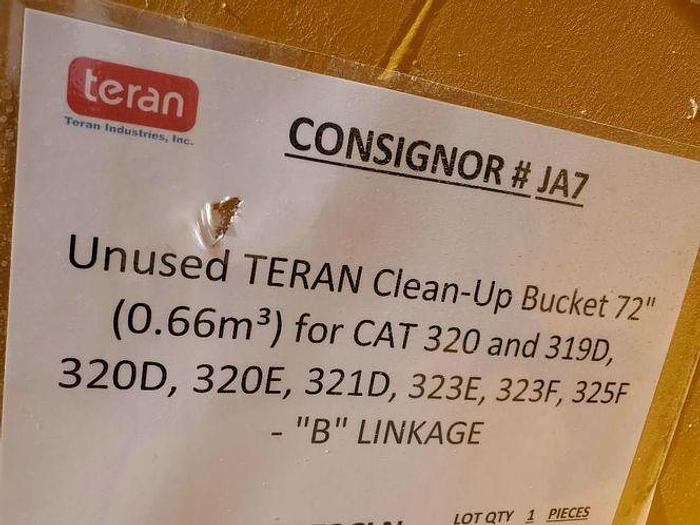 teran
Teran Industries, Inc.
CONSIGNOR # JA7
Unused TERAN Clean-Up Bucket 72"
(0.66m³) for CAT 320 and 319D,
320D, 320E, 321D, 323E, 323F, 325F
- "B" LINKAGE
LOT QTY 1 PIECES